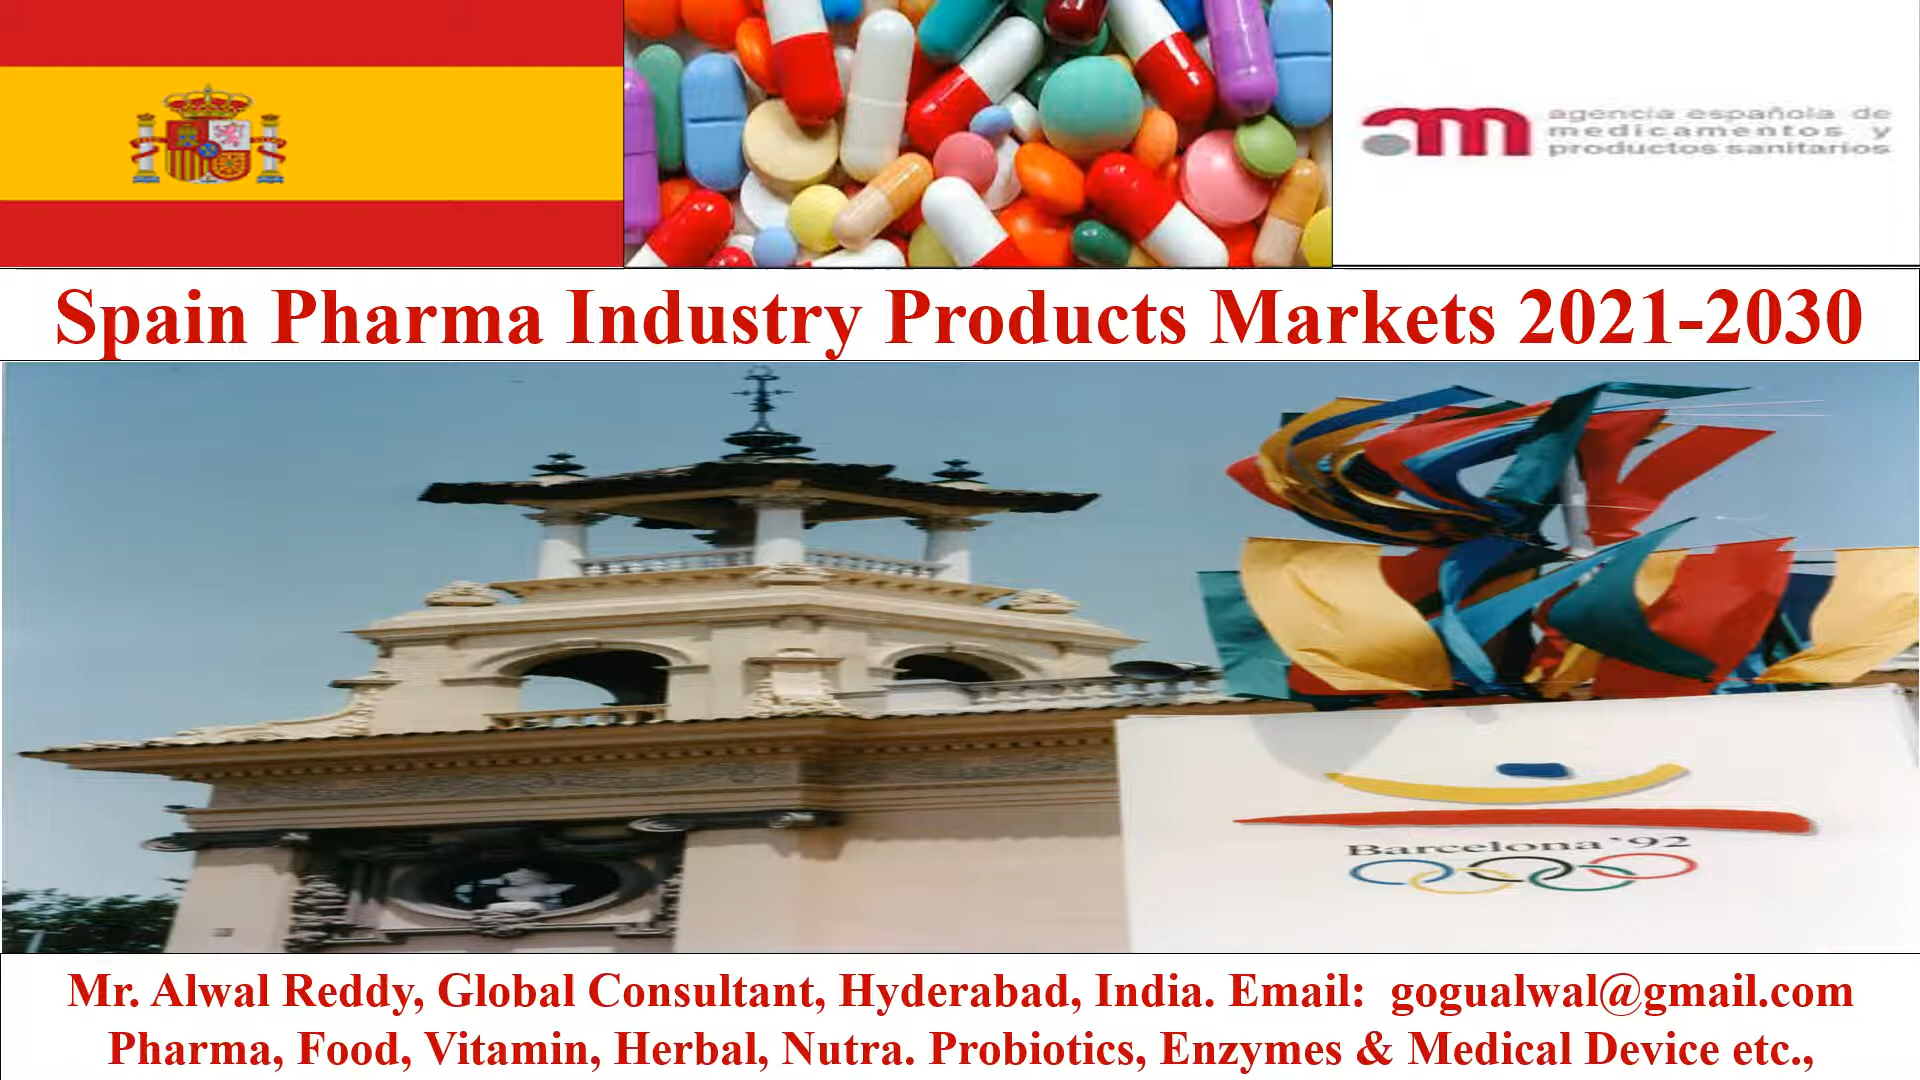 agencia española de
medicamentos y
productos sanitarios
Spain Pharma Industry Products Markets 2021-2030
Barcelona '92
Mr. Alwal Reddy, Global Consultant, Hyderabad, India. Email: gogualwal@gmail.com
Pharma, Food, Vitamin, Herbal, Nutra. Probiotics, Enzymes & Medical Device etc.,